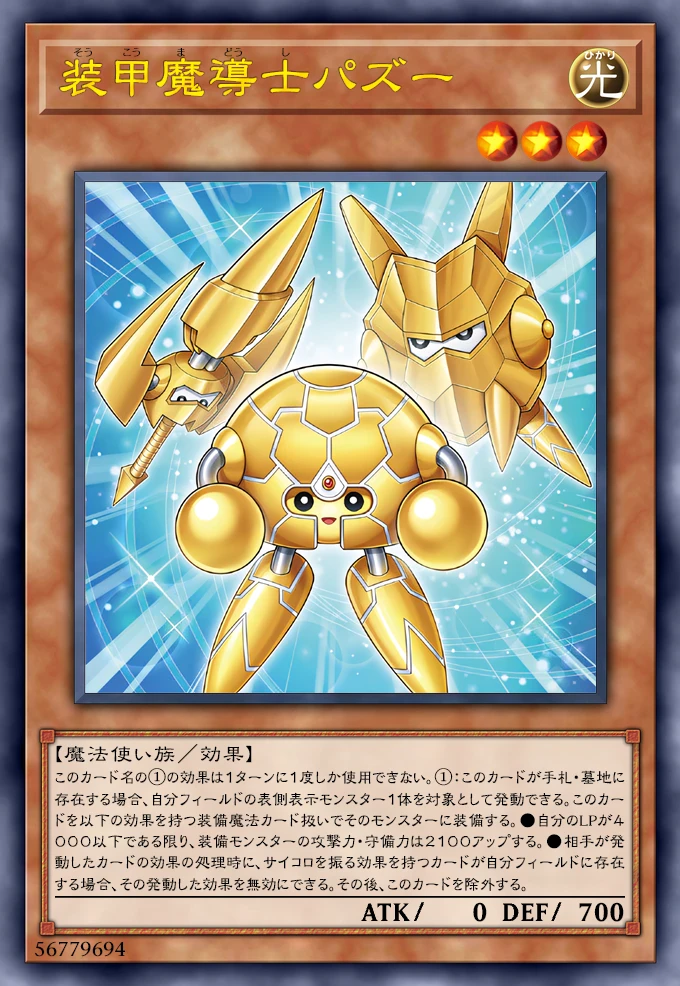 そうこうまどうし
装甲魔導士パズー
ひかり
光
【魔法使い族／効果】
このカード名の①の効果は１ターンに１度しか使用できない。①：このカードが手札・墓地に
存在する場合、自分フィールドの表側表示モンスター１体を対象として発動できる。このカー
ドを以下の効果を持つ装備魔法カード扱いでそのモンスターに装備する。●自分のLPが４
０００以下である限り、装備モンスターの攻撃力・守備力は２１００アップする。●相手が発
動したカードの効果の処理時に、サイコロを振る効果を持つカードが自分フィールドに存在
する場合、その発動した効果を無効にできる。その後、このカードを除外する。
ATK/ 0 DEF/ 700
56779694